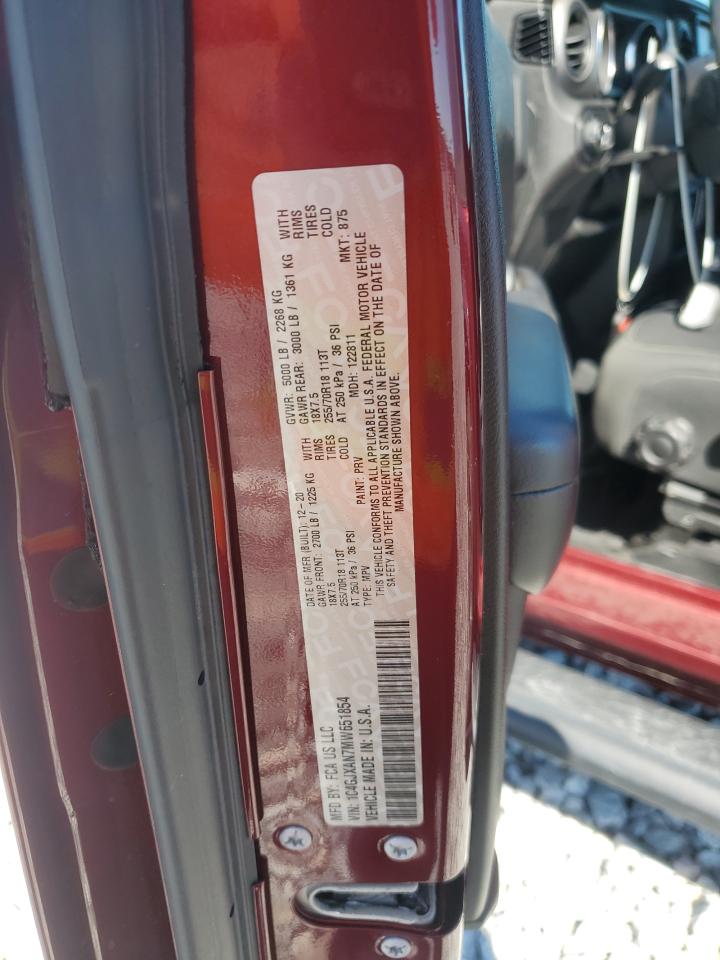 MFD BY: FCA US LLC
DATE OF MFR (BUILT): 12-20
GVWR: 5000 LB / 2268 KG
GAWR FRONT: 2700 LB / 1225 KG WITH
GAWR REAR: 3000 LB / 1361 KG WITH
18X7.5 RIMS
18X7.5 RIMS
255/70R18 113T TIRES
255/70R18 113T TIRES
AT 250 kPa / 36 PSI COLD
AT 250 kPa / 36 PSI COLD
VIN: 1C4GJXAN7MW651854
TYPE: MPV
PAINT: PRV
MDH: 122811
MKT: 875
VEHICLE MADE IN: U.S.A.
THIS VEHICLE CONFORMS TO ALL APPLICABLE U.S.A. FEDERAL MOTOR VEHICLE
SAFETY AND THEFT PREVENTION STANDARDS IN EFFECT ON THE DATE OF
MANUFACTURE SHOWN ABOVE.